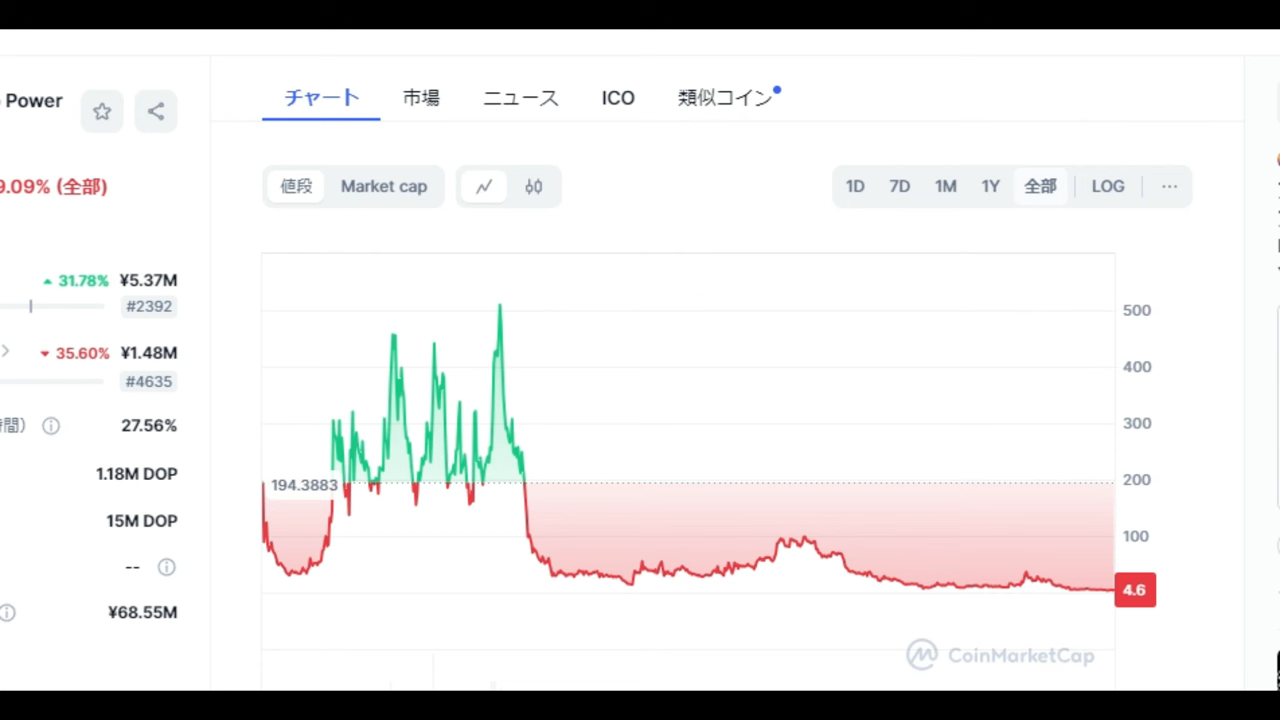 Power
チャート 市場 ニュース ICO 類似コイン
値段 Market cap 1D 7D 1M 1Y 全部 LOG ...
9.09% (全部)
31.78% ¥5.37M
#2392
35.60% ¥1.48M
#4635
時間) 27.56%
1.18M DOP
15M DOP
--
¥68.55M
500
400
300
200
100
194.3883
4.6
CoinMarketCap